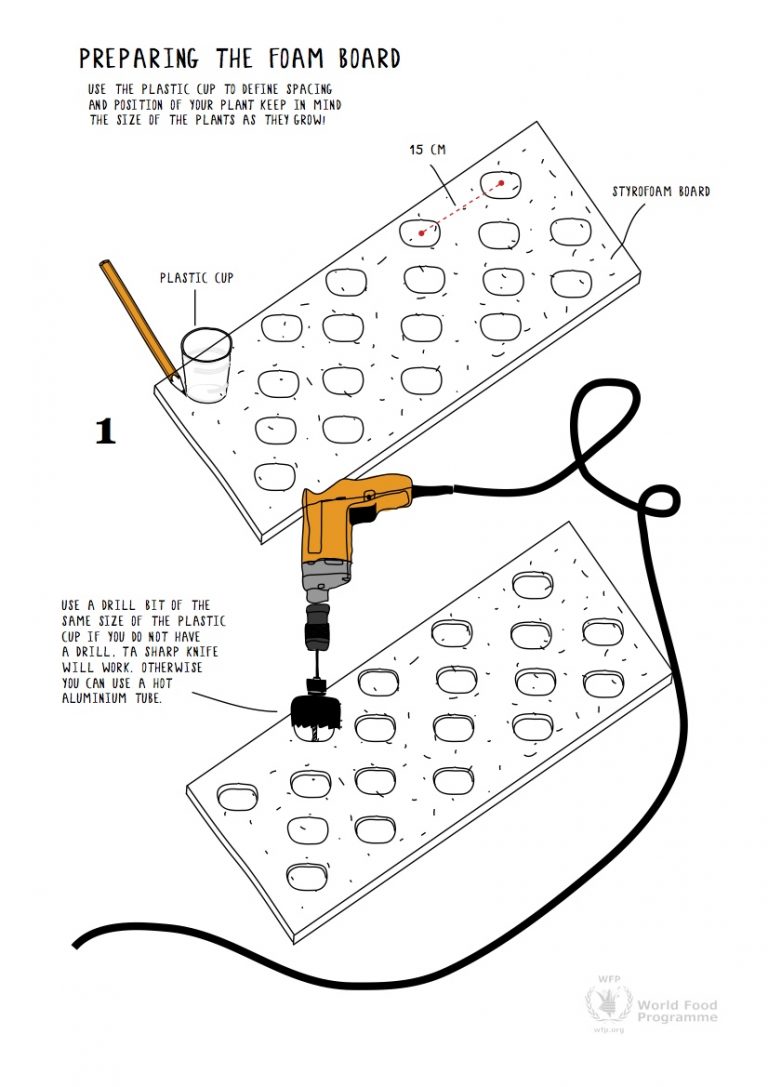 PREPARING THE FOAM BOARD
USE THE PLASTIC CUP TO DEFINE SPACING
AND POSITION OF YOUR PLANT KEEP IN MIND
THE SIZE OF THE PLANTS AS THEY GROW!
15 CM
STYROFOAM BOARD
PLASTIC CUP
1
USE A DRILL BIT OF THE
SAME SIZE OF THE PLASTIC
CUP IF YOU DO NOT HAVE
A DRILL. TA SHARP KNIFE
WILL WORK. OTHERWISE
YOU CAN USE A HOT
ALUMINIUM TUBE.
WFP
World Food
Programme
wfp.org